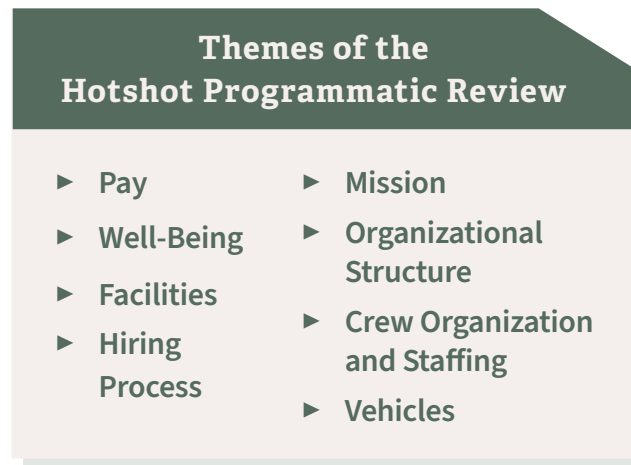 Themes of the
Hotshot Programmatic Review
► Pay
► Well-Being
► Facilities
► Hiring
Process
► Mission
► Organizational
Structure
► Crew Organization
and Staffing
► Vehicles